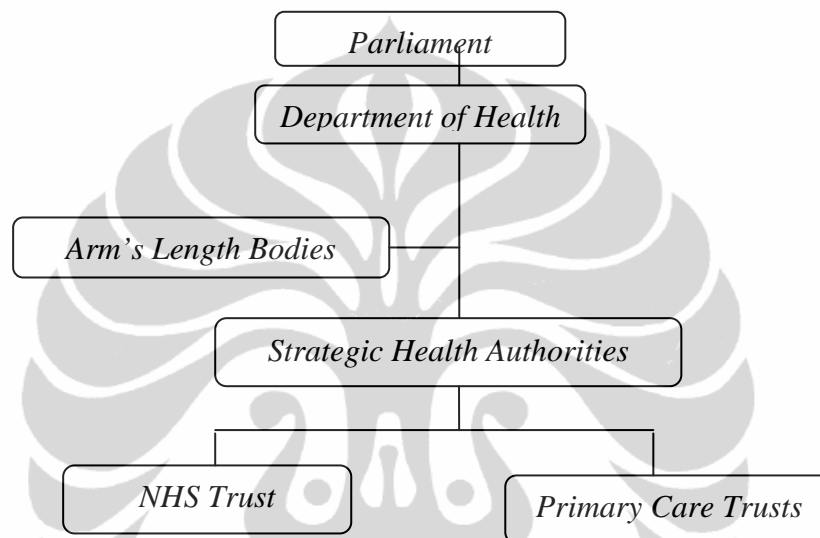 Parliament
Department of Health
Arm’s Length Bodies
Strategic Health Authorities
NHS Trust
Primary Care Trusts